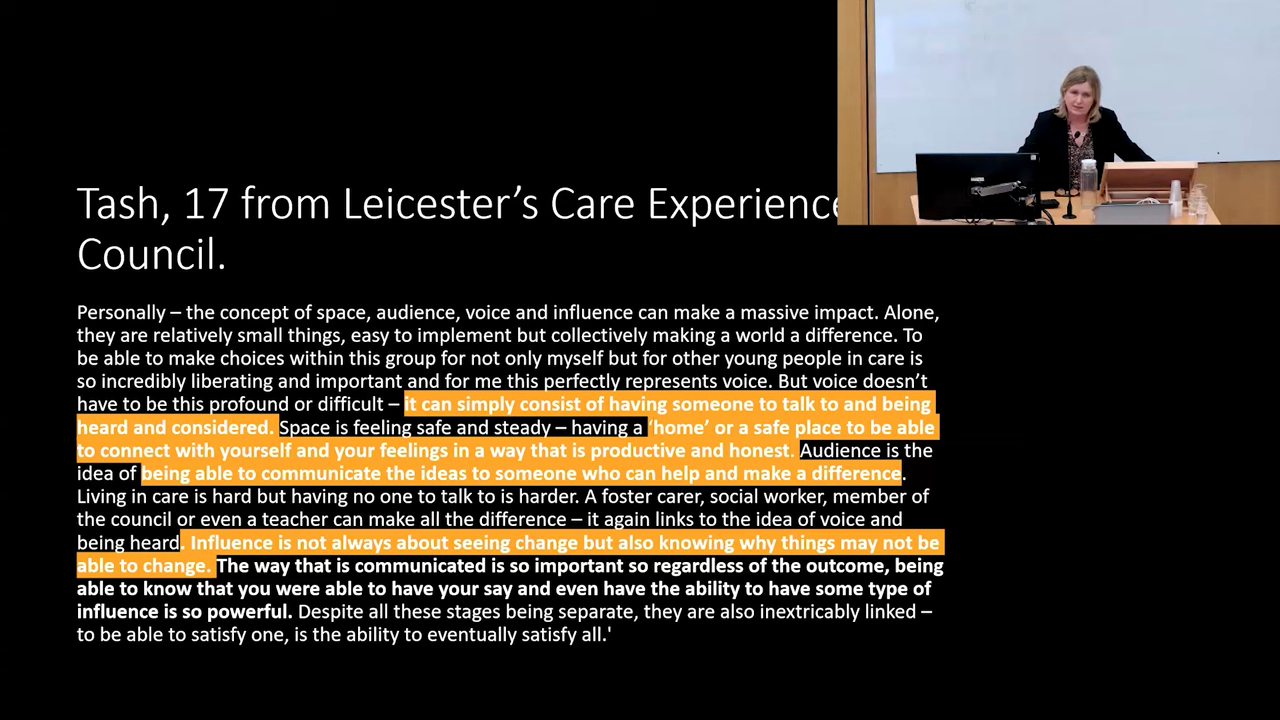 Tash, 17 from Leicester’s Care Experience
Council.
Personally – the concept of space, audience, voice and influence can make a massive impact. Alone,
they are relatively small things, easy to implement but collectively making a world a difference. To
be able to make choices within this group for not only myself but for other young people in care is
so incredibly liberating and important and for me this perfectly represents voice. But voice doesn’t
have to be this profound or difficult – it can simply consist of having someone to talk to and being
heard and considered. Space is feeling safe and steady – having a ‘home’ or a safe place to be able
to connect with yourself and your feelings in a way that is productive and honest. Audience is the
idea of being able to communicate the ideas to someone who can help and make a difference.
Living in care is hard but having no one to talk to is harder. A foster carer, social worker, member of
the council or even a teacher can make all the difference – it again links to the idea of voice and
being heard. Influence is not always about seeing change but also knowing why things may not be
able to change. The way that is communicated is so important so regardless of the outcome, being
able to know that you were able to have your say and even have the ability to have some type of
influence is so powerful. Despite all these stages being separate, they are also inextricably linked –
to be able to satisfy one, is the ability to eventually satisfy all.'